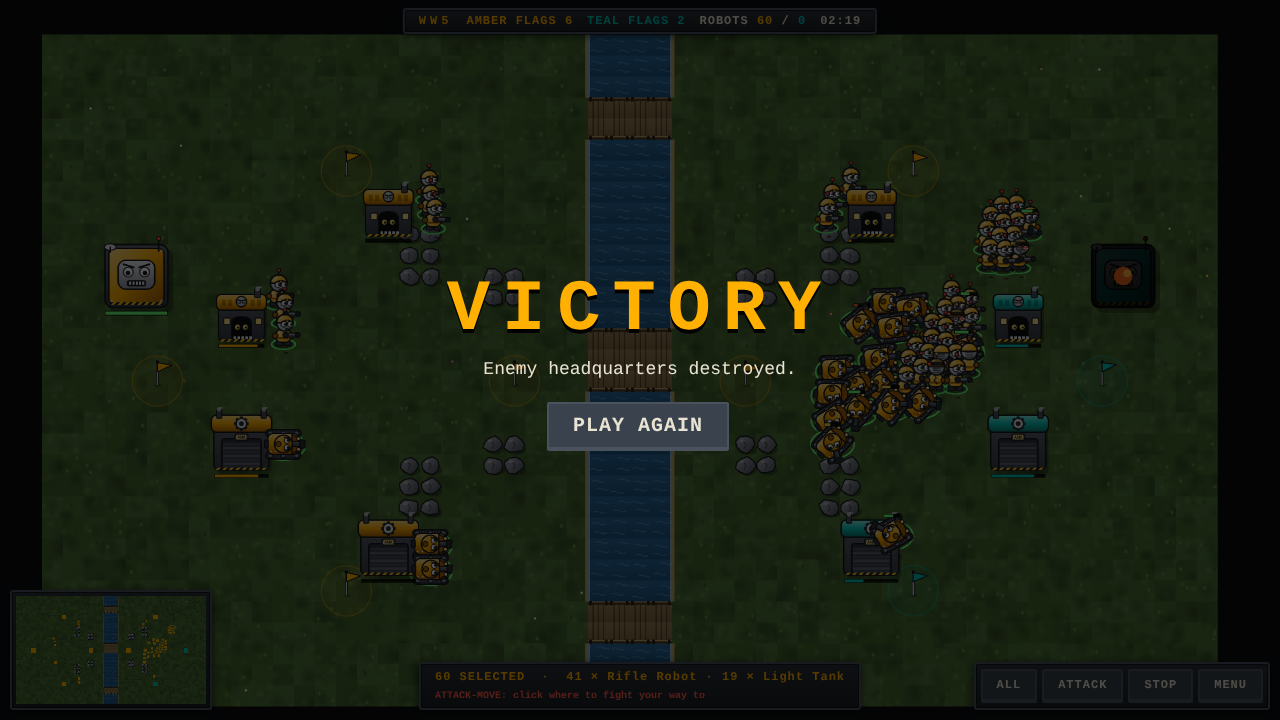 WW5 AMBER FLAGS 6 TEAL FLAGS 2 ROBOTS 60 / 0 02:19
VICTORY
Enemy headquarters destroyed.
PLAY AGAIN
60 SELECTED · 41 × Rifle Robot · 19 × Light Tank
ATTACK-MOVE: click where to fight your way to
ALL ATTACK STOP MENU